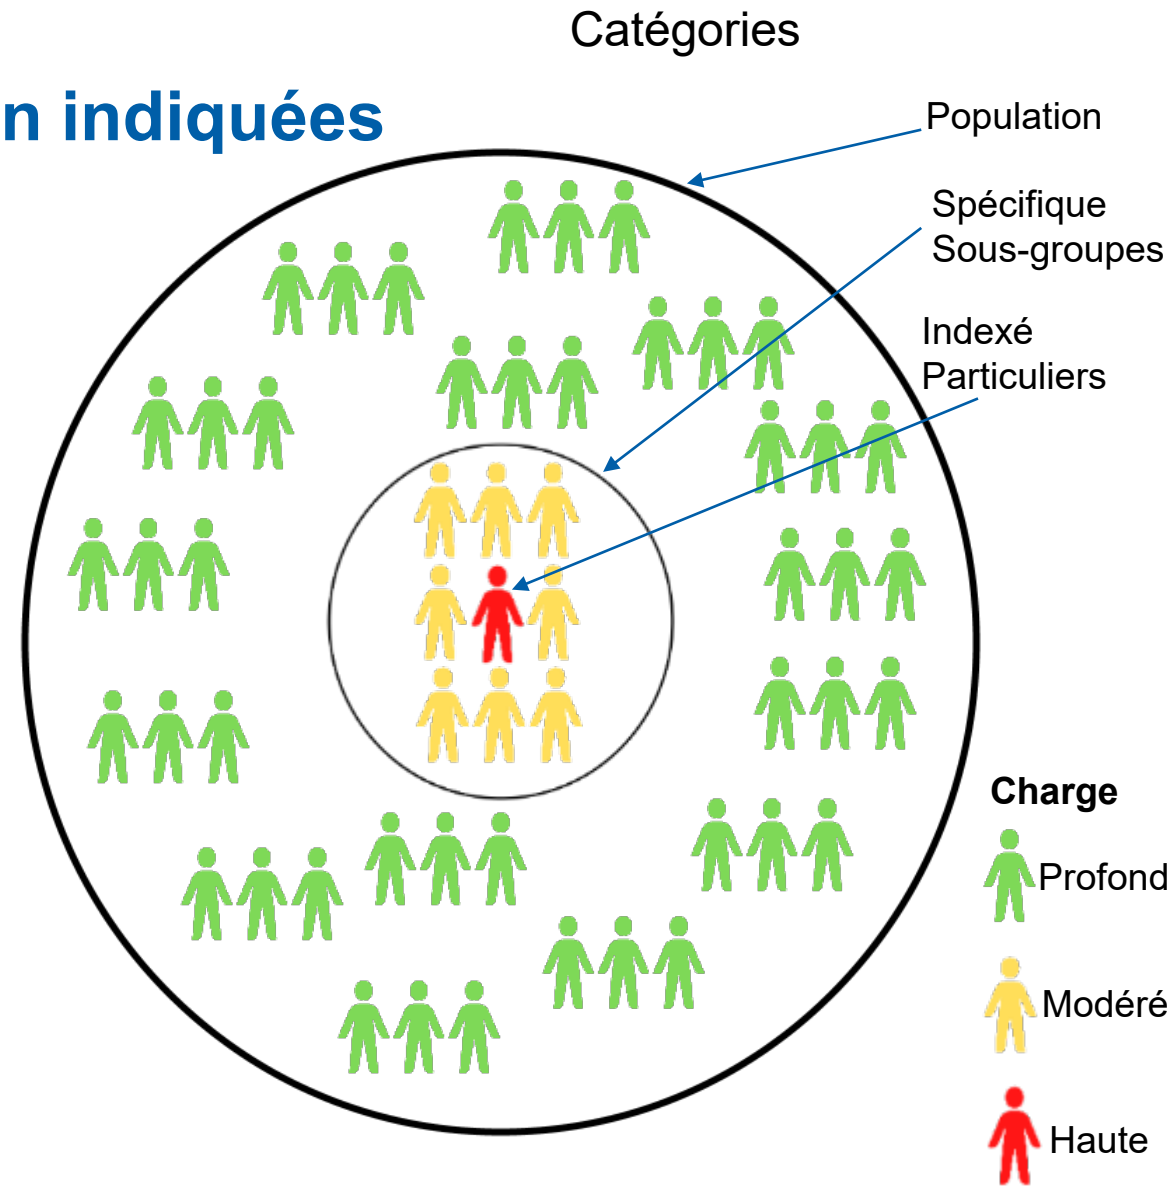 Catégories
n indiquées
Population
Spécifique
Sous-groupes
Indexé
Particuliers
Charge
Profond
Modéré
Haute